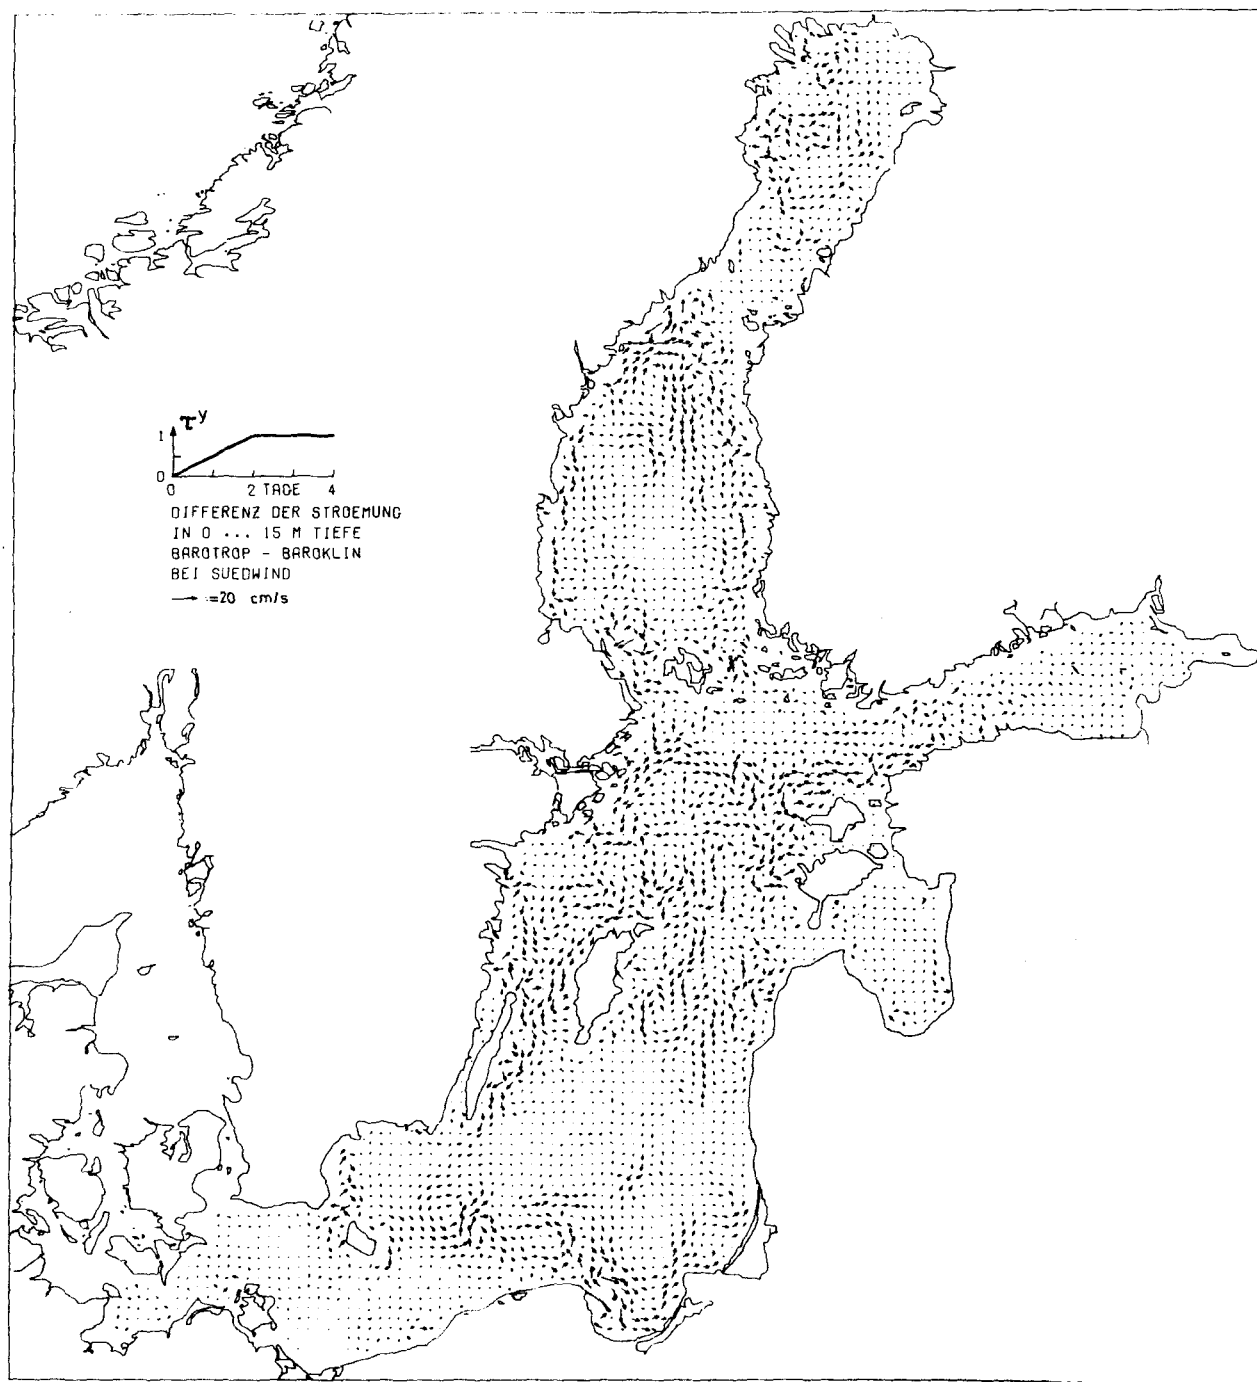 τʸ
1
0
0 2 TAGE 4
DIFFERENZ DER STROEMUNG
IN 0 ... 15 M TIEFE
BAROTROP - BAROKLIN
BEI SUEDWIND
→ :=20 cm/s